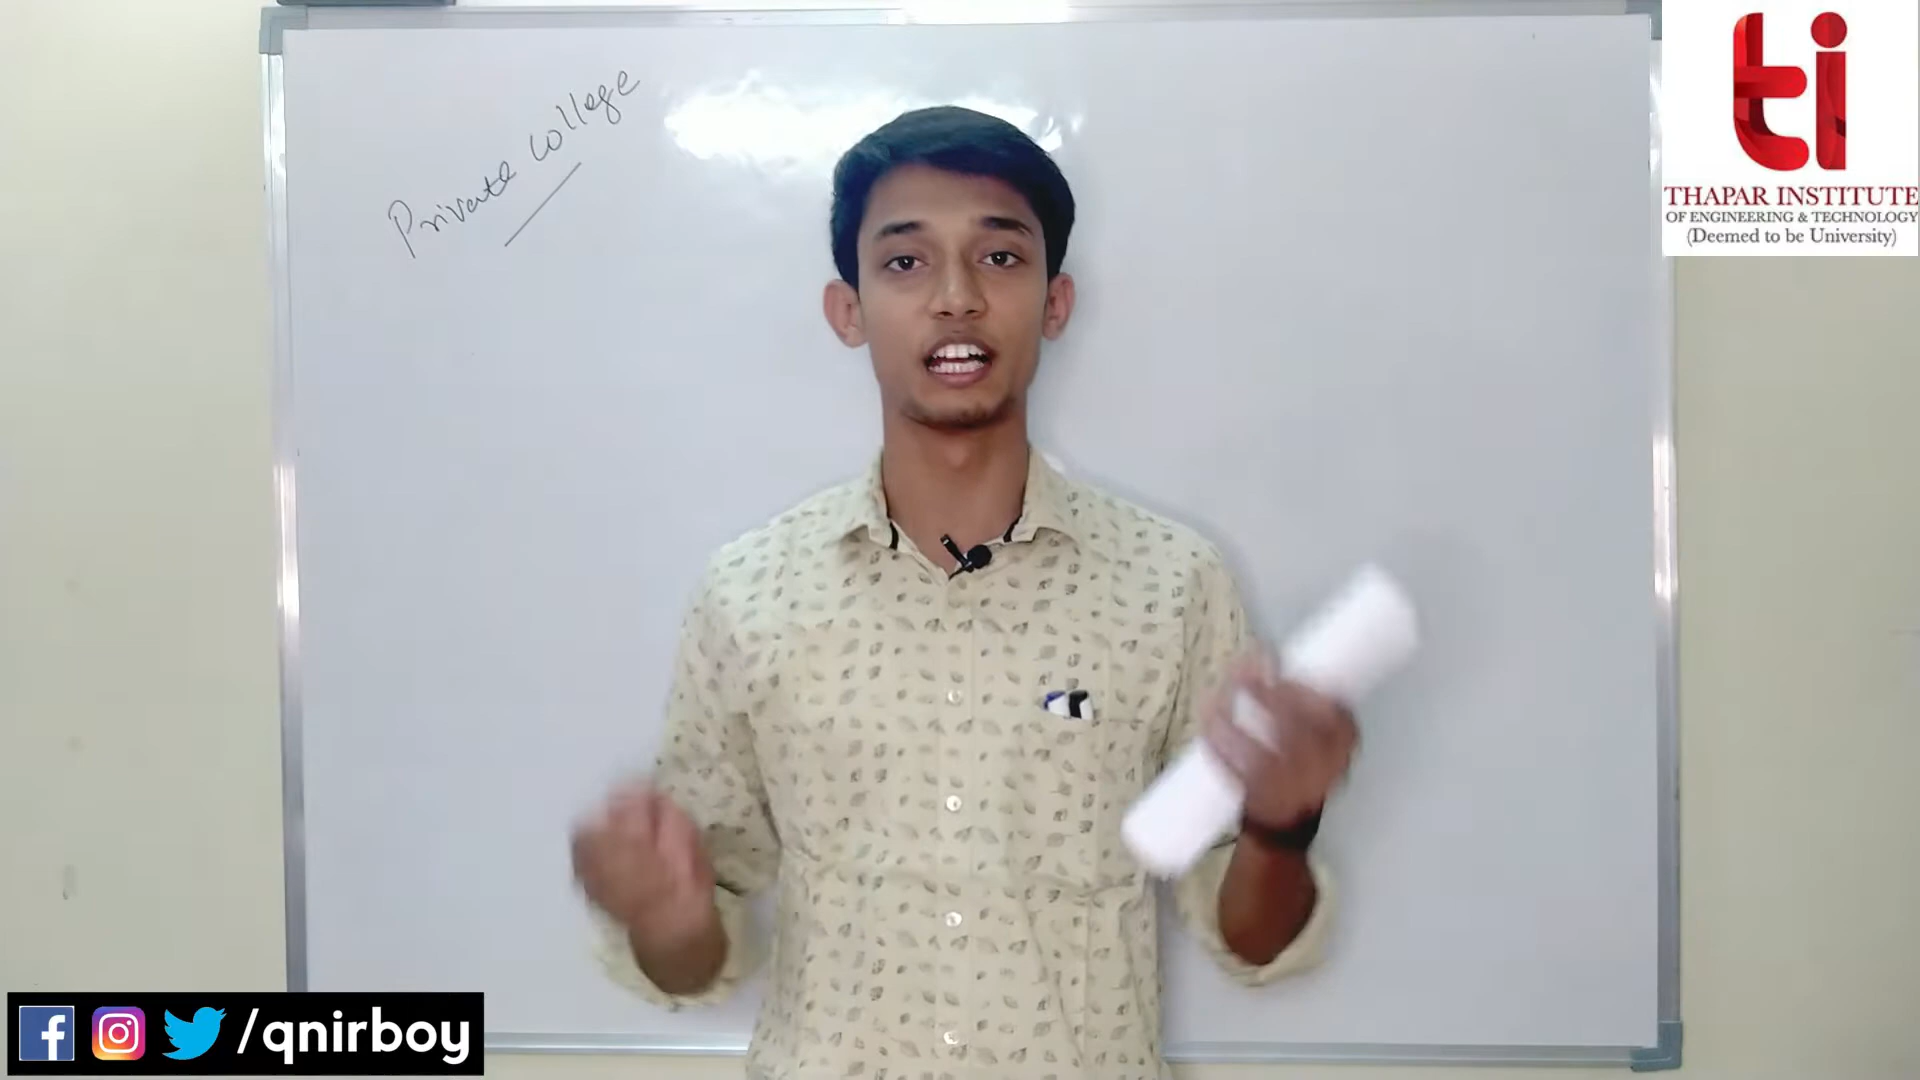 Private College
THAPAR INSTITUTE
OF ENGINEERING & TECHNOLOGY
(Deemed to be University)
/qnirboy